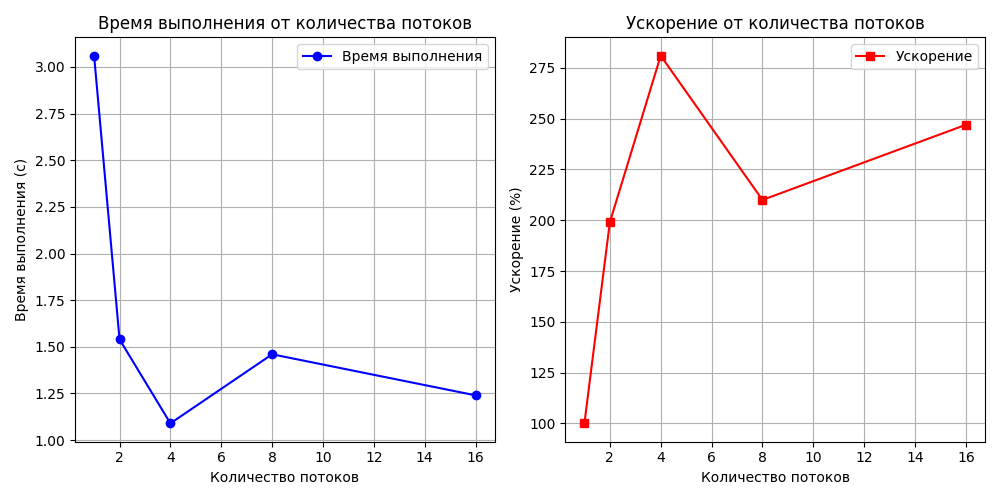 Время выполнения от количества потоков
Время выполнения
3.00
2.75
2.50
2.25
2.00
1.75
1.50
1.25
1.00
Время выполнения (с)
2 4 6 8 10 12 14 16
Количество потоков
Ускорение от количества потоков
Ускорение
275
250
225
200
175
150
125
100
Ускорение (%)
2 4 6 8 10 12 14 16
Количество потоков